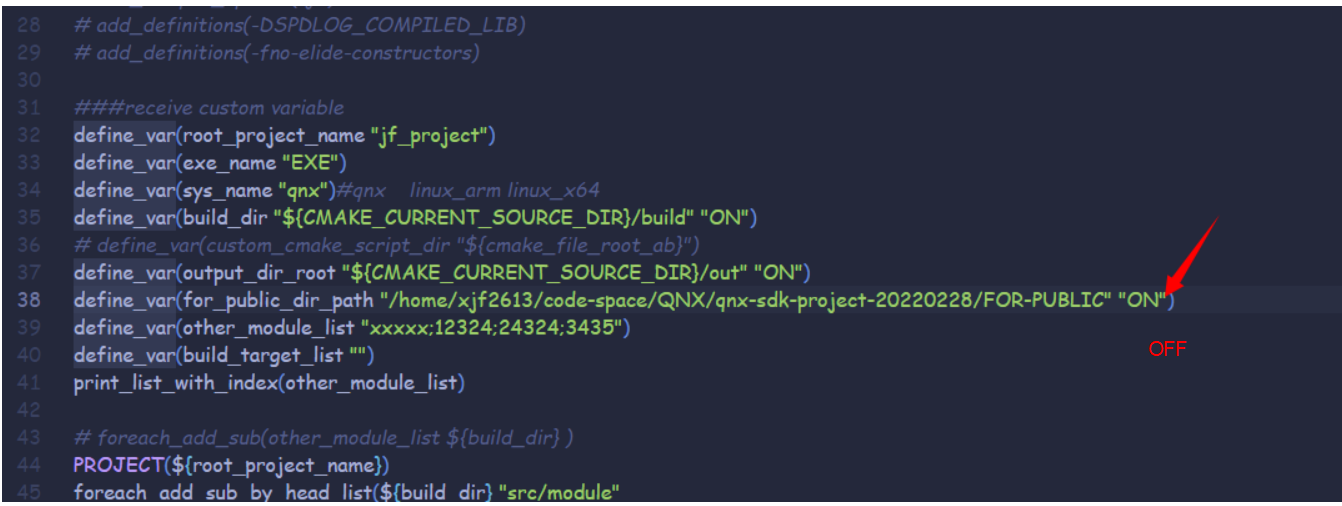 28 # add_definitions(-DSPDLOG_COMPILED_LIB)
29 # add_definitions(-fno-elide-constructors)
30
31 ###receive custom variable
32 define_var(root_project_name "jf_project")
33 define_var(exe_name "EXE")
34 define_var(sys_name "qnx")#qnx linux_arm linux_x64
35 define_var(build_dir "${CMAKE_CURRENT_SOURCE_DIR}/build" "ON")
36 # define_var(custom_cmake_script_dir "${cmake_file_root_ab}")
37 define_var(output_dir_root "${CMAKE_CURRENT_SOURCE_DIR}/out" "ON")
38 define_var(for_public_dir_path "/home/xjf2613/code-space/QNX/qnx-sdk-project-20220228/FOR-PUBLIC" "ON")
39 define_var(other_module_list "xxxxx;12324;24324;3435")
OFF
40 define_var(build_target_list "")
41 print_list_with_index(other_module_list)
42
43 # foreach_add_sub(other_module_list ${build_dir} )
44 PROJECT(${root_project_name})
45 foreach_add_sub_by_head_list(${build_dir} "src/module"